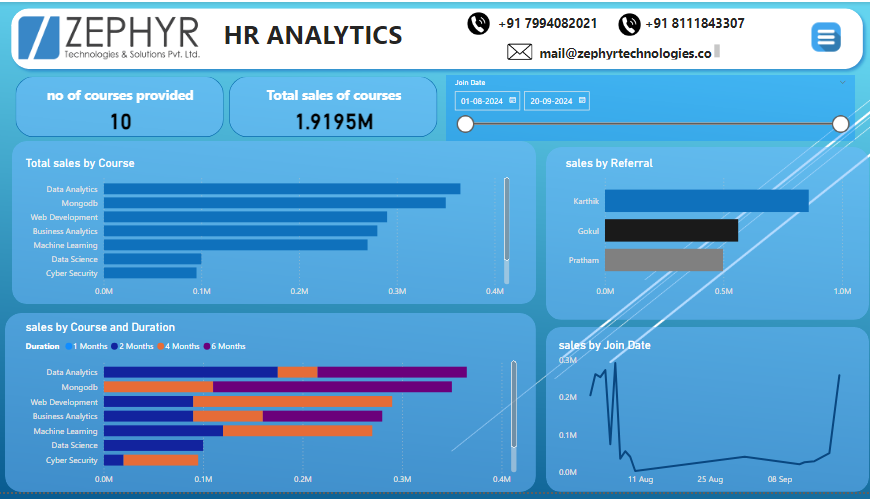 ZEPHYR
Technologies & Solutions Pvt. Ltd.
HR ANALYTICS
+91 7994082021
+91 8111843307
mail@zephyrtechnologies.co
no of courses provided
10
Total sales of courses
1.9195M
Join Date
01-08-2024
20-09-2024
Total sales by Course
Data Analytics
Mongodb
Web Development
Business Analytics
Machine Learning
Data Science
Cyber Security
0.0M 0.1M 0.2M 0.3M 0.4M
sales by Referral
Karthik
Gokul
Pratham
0.0M 0.5M 1.0M
sales by Course and Duration
Duration 1 Months 2 Months 4 Months 6 Months
Data Analytics
Mongodb
Web Development
Business Analytics
Machine Learning
Data Science
Cyber Security
0.0M 0.1M 0.2M 0.3M 0.4M
sales by Join Date
0.3M
0.2M
0.1M
0.0M
11 Aug 25 Aug 08 Sep